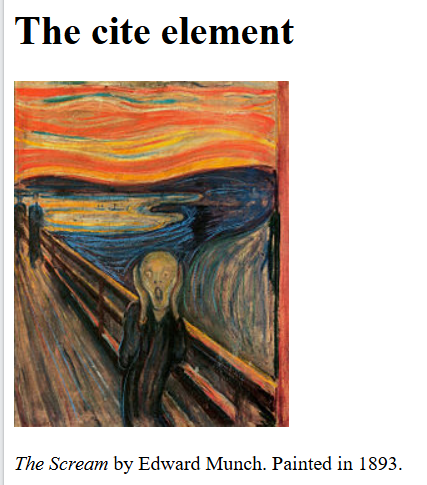 The cite element
The Scream by Edward Munch. Painted in 1893.